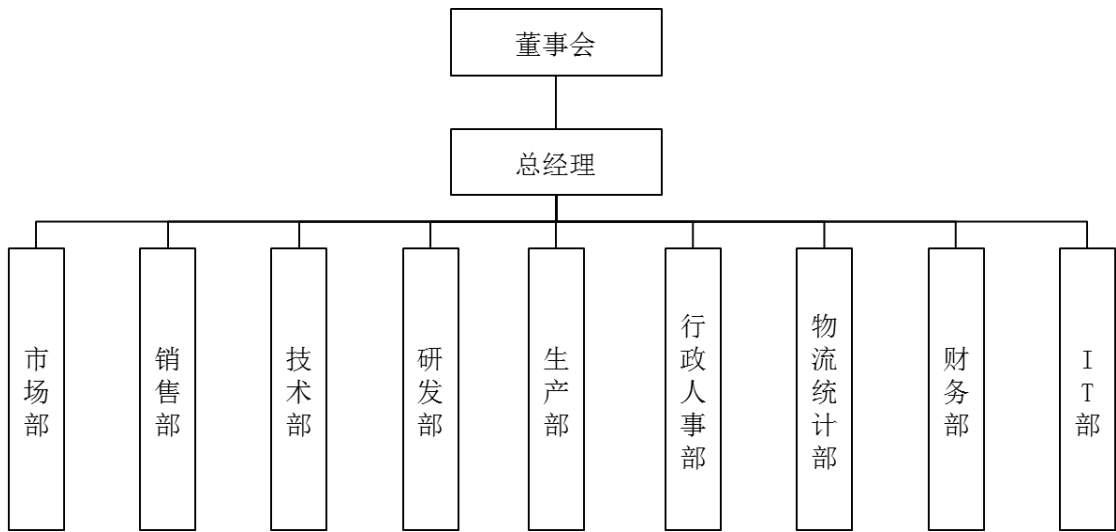 董事会
总经理
市场部
销售部
技术部
研发部
生产部
行政人事部
物流统计部
财务部
IT部